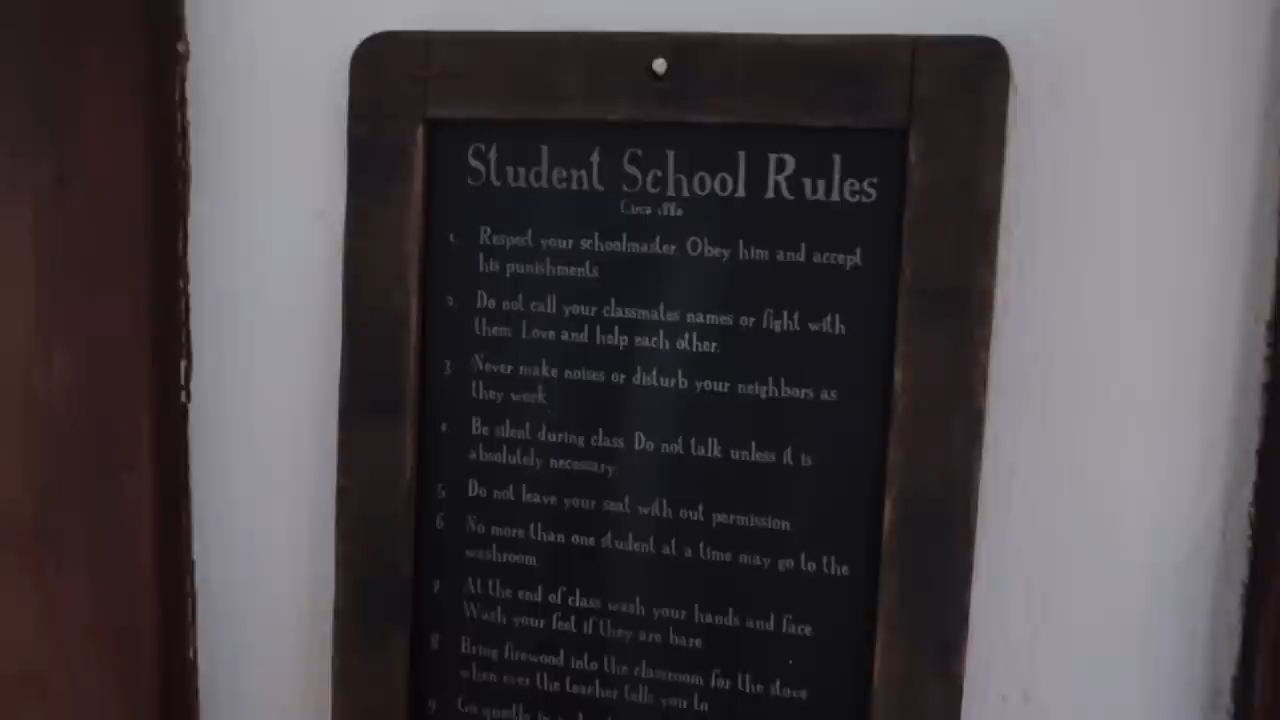 Student School Rules
Circa 1880
1. Respect your schoolmaster. Obey him and accept
his punishments.
2. Do not call your classmates names or fight with
them. Love and help each other.
3. Never make noises or disturb your neighbors as
they work.
4. Be silent during class. Do not talk unless it is
absolutely necessary.
5. Do not leave your seat with out permission.
6. No more than one student at a time may go to the
washroom.
7. At the end of class wash your hands and face.
Wash your feet if they are bare.
8. Bring firewood into the classroom for the stove
when ever the teacher tells you to.
9. Go quietly